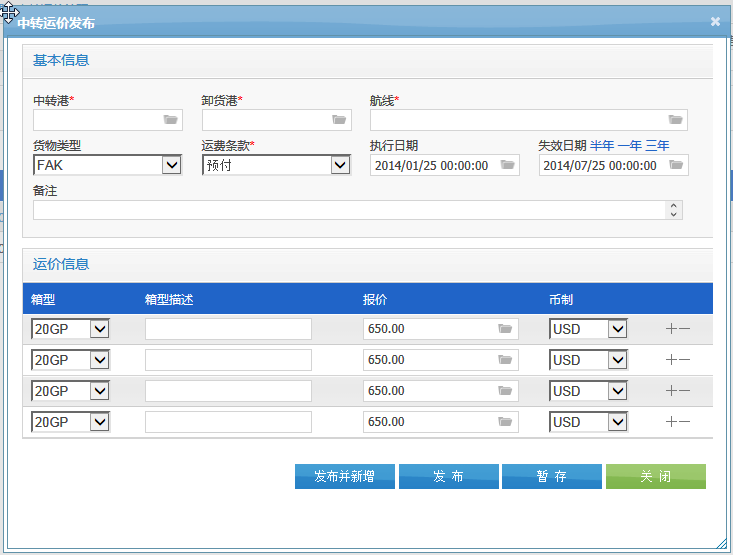 中转运价发布
基本信息
中转港* 卸货港* 航线*
货物类型 运费条款* 执行日期 失效日期 半年 一年 三年
FAK 预付 2014/01/25 00:00:00 2014/07/25 00:00:00
备注
运价信息
箱型 箱型描述 报价 币制
20GP 650.00 USD
20GP 650.00 USD
20GP 650.00 USD
20GP 650.00 USD
发布并新增 发 布 暂 存 关 闭